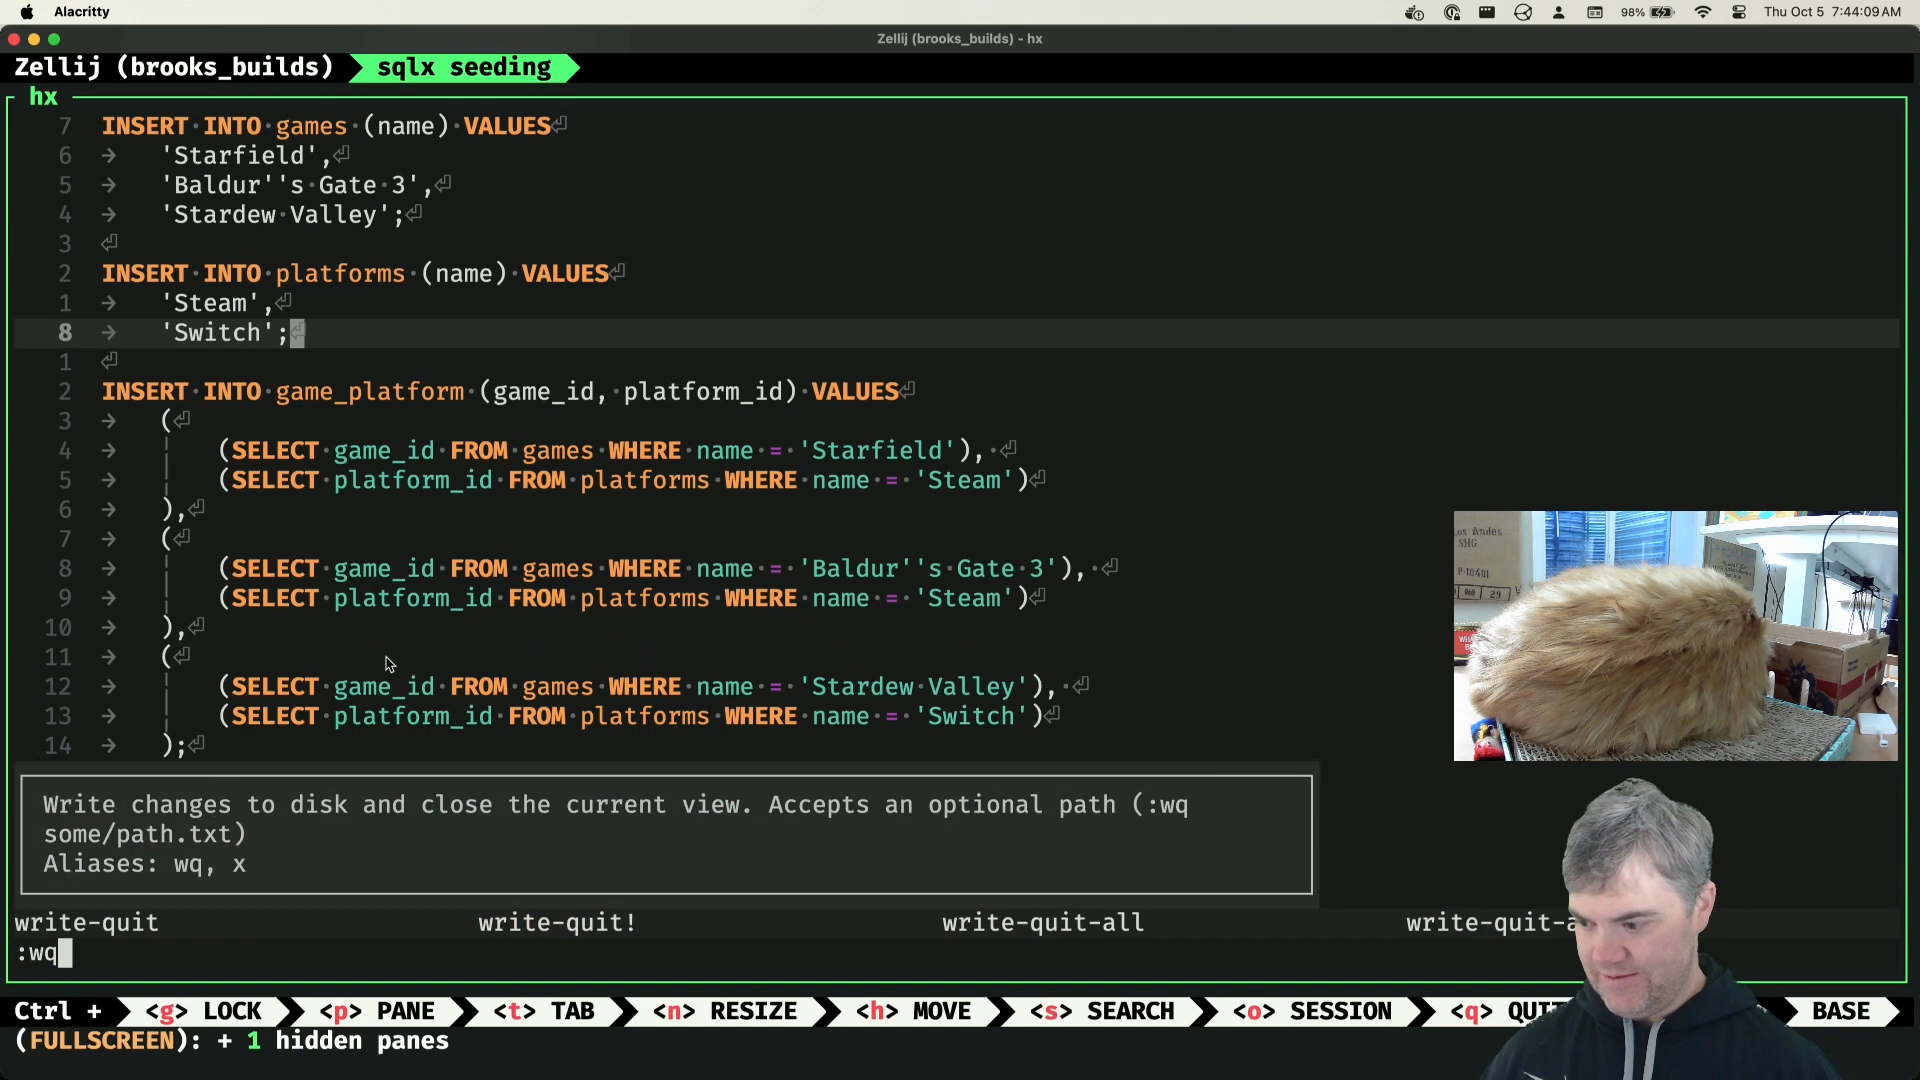 Alacritty
98%
Thu Oct 5 7:44:09 AM
Zellij (brooks_builds) - hx
Zellij (brooks_builds) sqlx seeding
hx
7 INSERT INTO games (name) VALUES
6 'Starfield',
5 'Baldur''s Gate 3',
4 'Stardew Valley';
3
2 INSERT INTO platforms (name) VALUES
1 'Steam',
8 'Switch';
1
2 INSERT INTO game_platform (game_id, platform_id) VALUES
3 (
4 (SELECT game_id FROM games WHERE name = 'Starfield'),
5 (SELECT platform_id FROM platforms WHERE name = 'Steam')
6 ),
7 (
8 (SELECT game_id FROM games WHERE name = 'Baldur''s Gate 3'),
9 (SELECT platform_id FROM platforms WHERE name = 'Steam')
10 ),
11 (
12 (SELECT game_id FROM games WHERE name = 'Stardew Valley'),
13 (SELECT platform_id FROM platforms WHERE name = 'Switch')
14 );
Los Andes
SHG
P-10401
29
Write changes to disk and close the current view. Accepts an optional path (:wq
some/path.txt)
Aliases: wq, x
write-quit write-quit! write-quit-all write-quit-a
:wq
Ctrl + <g> LOCK <p> PANE <t> TAB <n> RESIZE <h> MOVE <s> SEARCH <o> SESSION <q> QUIT BASE
(FULLSCREEN): + 1 hidden panes